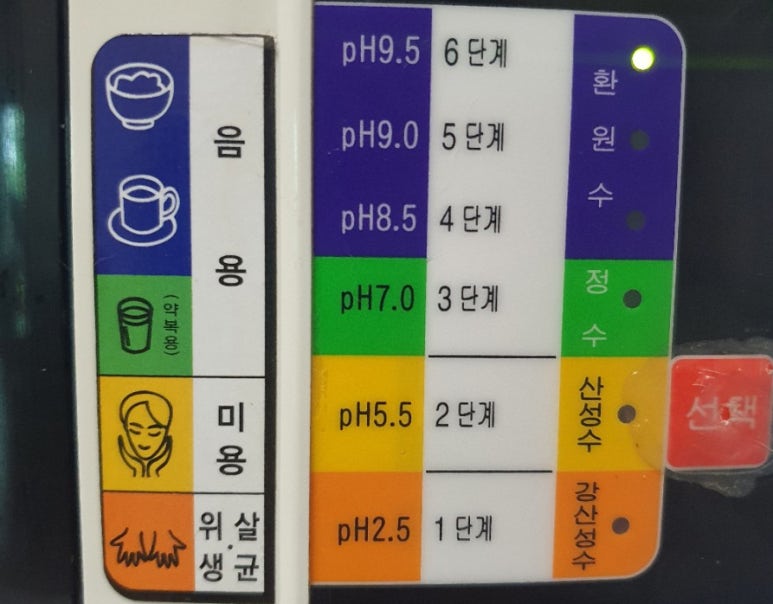 음용
(약복용)
미용
위생·살균
pH9.5 6단계
pH9.0 5단계
pH8.5 4단계
환원수
pH7.0 3단계
정수
pH5.5 2단계
산성수
pH2.5 1단계
강산성수
선택